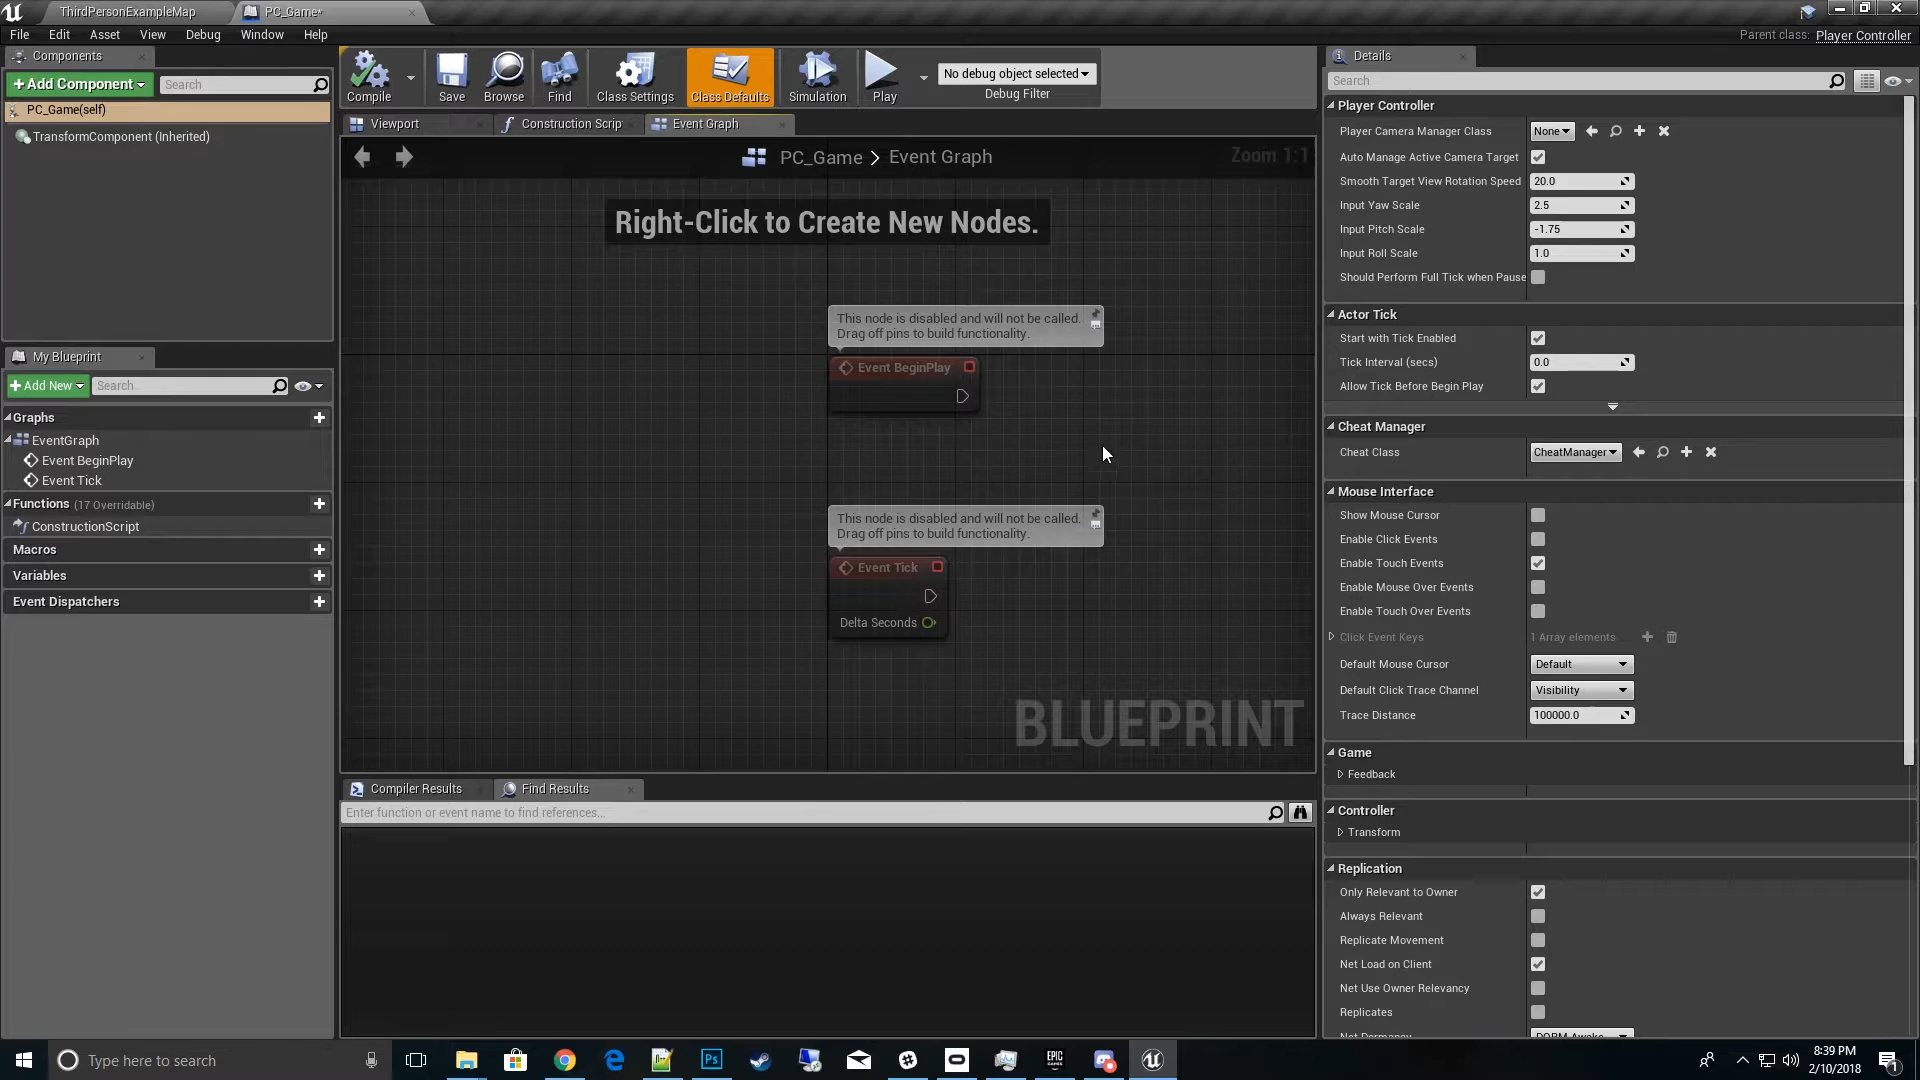 ThirdPersonExampleMap
PC_Game*
File Edit Asset View Debug Window Help
Parent class: Player Controller
Components
+Add Component
Search
PC_Game(self)
TransformComponent (Inherited)
My Blueprint
+Add New
Search
Graphs
EventGraph
Event BeginPlay
Event Tick
Functions (17 Overridable)
ConstructionScript
Macros
Variables
Event Dispatchers
Compile
Save
Browse
Find
Class Settings
Class Defaults
Simulation
Play
No debug object selected
Debug Filter
Viewport
Construction Scrip
Event Graph
PC_Game > Event Graph
Zoom 1:1
Right-Click to Create New Nodes.
This node is disabled and will not be called.
Drag off pins to build functionality.
Event BeginPlay
This node is disabled and will not be called.
Drag off pins to build functionality.
Event Tick
Delta Seconds
BLUEPRINT
Compiler Results
Find Results
Enter function or event name to find references...
Details
Search
Player Controller
Player Camera Manager Class None
Auto Manage Active Camera Target
Smooth Target View Rotation Speed 20.0
Input Yaw Scale 2.5
Input Pitch Scale -1.75
Input Roll Scale 1.0
Should Perform Full Tick when Pause
Actor Tick
Start with Tick Enabled
Tick Interval (secs) 0.0
Allow Tick Before Begin Play
Cheat Manager
Cheat Class CheatManager
Mouse Interface
Show Mouse Cursor
Enable Click Events
Enable Touch Events
Enable Mouse Over Events
Enable Touch Over Events
Click Event Keys 1 Array elements
Default Mouse Cursor Default
Default Click Trace Channel Visibility
Trace Distance 100000.0
Game
Feedback
Controller
Transform
Replication
Only Relevant to Owner
Always Relevant
Replicate Movement
Net Load on Client
Net Use Owner Relevancy
Replicates
Type here to search
Ps
EPIC GAMES
8:39 PM
2/10/2018
1